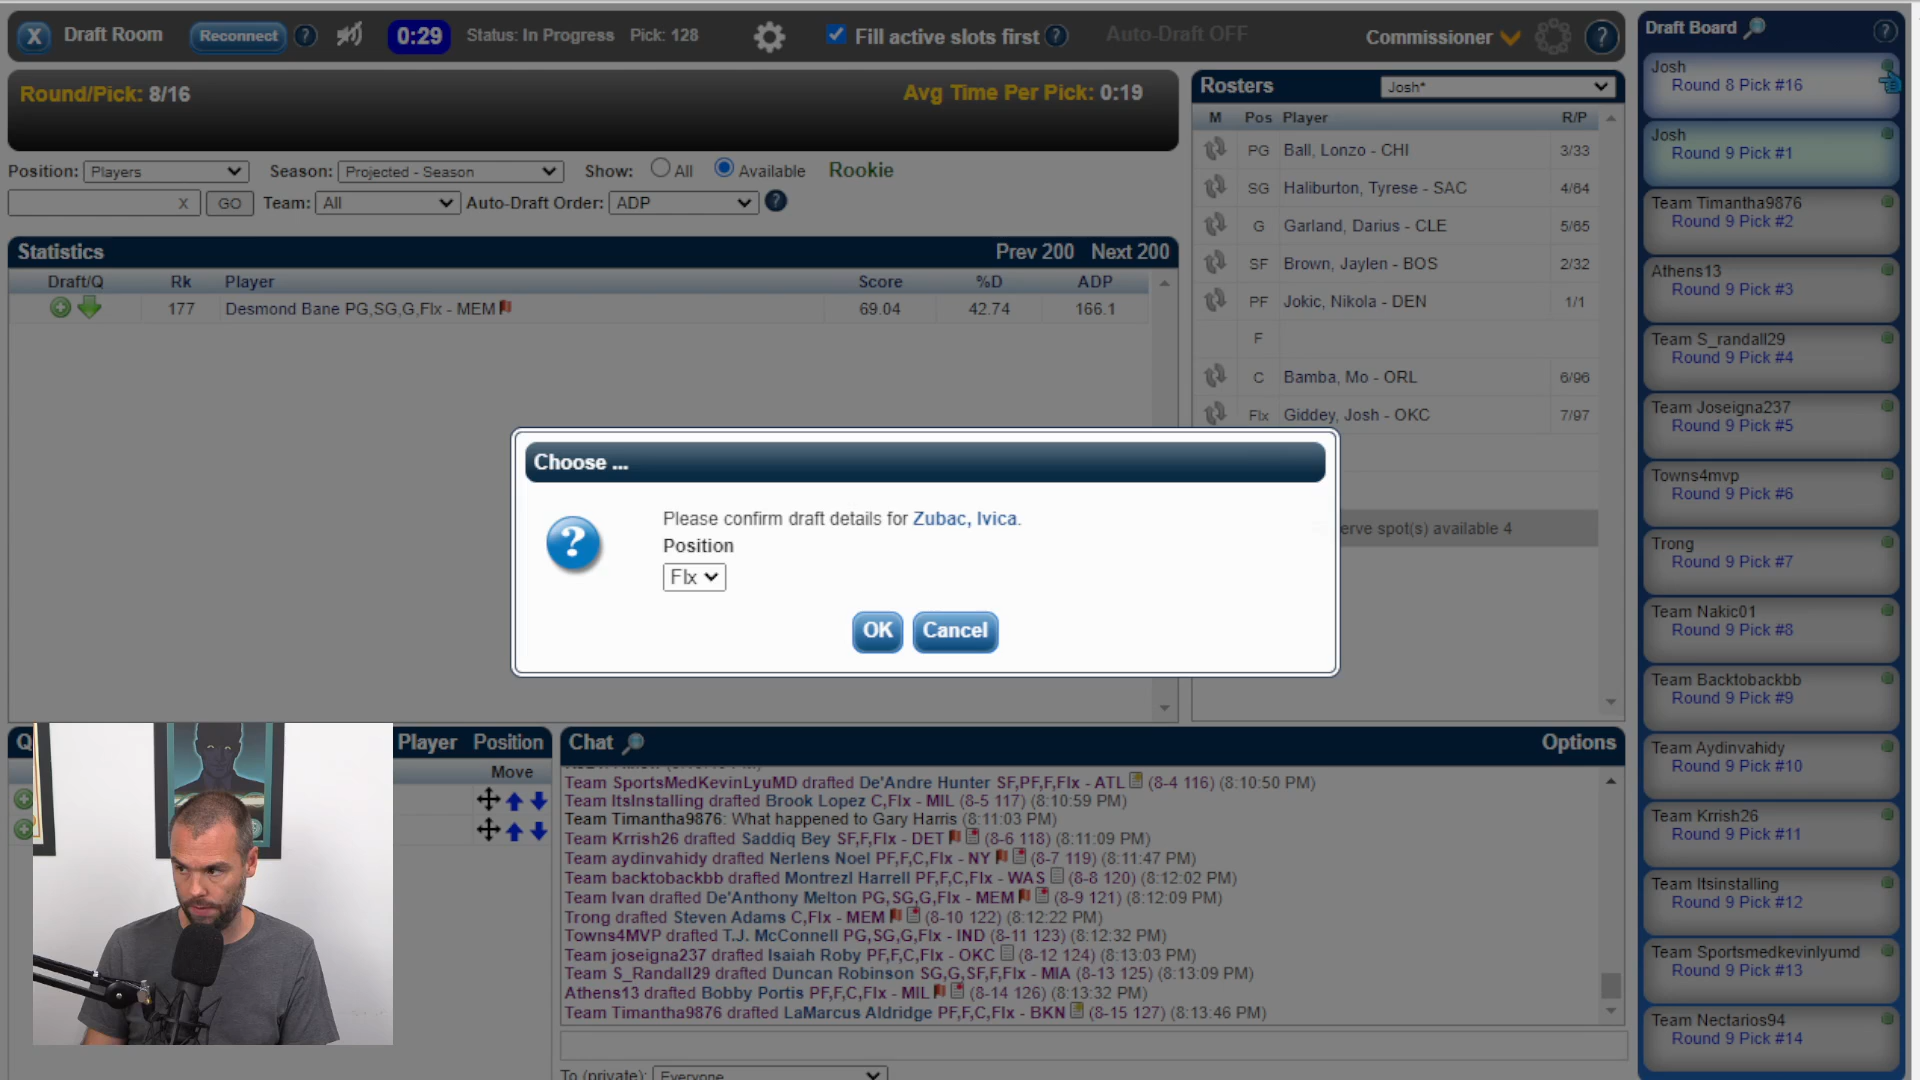 X Draft Room Reconnect ? 0:29 Status: In Progress Pick: 128 Fill active slots first ? Auto-Draft OFF Commissioner ?
Round/Pick: 8/16 Avg Time Per Pick: 0:19
Position: Players Season: Projected - Season Show: All Available Rookie
x GO Team: All Auto-Draft Order: ADP ?
Statistics Prev 200 Next 200
Draft/Q Rk Player Score %D ADP
177 Desmond Bane PG,SG,G,Flx - MEM 69.04 42.74 166.1
Rosters Josh*
M Pos Player R/P
PG Ball, Lonzo - CHI 3/33
SG Haliburton, Tyrese - SAC 4/64
G Garland, Darius - CLE 5/65
SF Brown, Jaylen - BOS 2/32
PF Jokic, Nikola - DEN 1/1
F
C Bamba, Mo - ORL 6/96
Flx Giddey, Josh - OKC 7/97
erve spot(s) available 4
Choose ...
?
Please confirm draft details for Zubac, Ivica.
Position
Flx
OK Cancel
Q Player Position
Move
Chat Options
Team SportsMedKevinLyuMD drafted De'Andre Hunter SF,PF,F,Flx - ATL (8-4 116) (8:10:50 PM)
Team ItsInstalling drafted Brook Lopez C,Flx - MIL (8-5 117) (8:10:59 PM)
Team Timantha9876: What happened to Gary Harris (8:11:03 PM)
Team Krrish26 drafted Saddiq Bey SF,F,Flx - DET (8-6 118) (8:11:09 PM)
Team aydinvahidy drafted Nerlens Noel PF,F,C,Flx - NY (8-7 119) (8:11:47 PM)
Team backtobackbb drafted Montrezl Harrell PF,F,C,Flx - WAS (8-8 120) (8:12:02 PM)
Team Ivan drafted De'Anthony Melton PG,SG,G,Flx - MEM (8-9 121) (8:12:09 PM)
Trong drafted Steven Adams C,Flx - MEM (8-10 122) (8:12:22 PM)
Towns4MVP drafted T.J. McConnell PG,SG,G,Flx - IND (8-11 123) (8:12:32 PM)
Team joseigna237 drafted Isaiah Roby PF,F,C,Flx - OKC (8-12 124) (8:13:03 PM)
Team S_Randall29 drafted Duncan Robinson SG,G,SF,F,Flx - MIA (8-13 125) (8:13:09 PM)
Athens13 drafted Bobby Portis PF,F,C,Flx - MIL (8-14 126) (8:13:32 PM)
Team Timantha9876 drafted LaMarcus Aldridge PF,F,C,Flx - BKN (8-15 127) (8:13:46 PM)
To (private): Everyone
Draft Board ?
Josh
Round 8 Pick #16
Josh
Round 9 Pick #1
Team Timantha9876
Round 9 Pick #2
Athens13
Round 9 Pick #3
Team S_randall29
Round 9 Pick #4
Team Joseigna237
Round 9 Pick #5
Towns4mvp
Round 9 Pick #6
Trong
Round 9 Pick #7
Team Nakic01
Round 9 Pick #8
Team Backtobackbb
Round 9 Pick #9
Team Aydinvahidy
Round 9 Pick #10
Team Krrish26
Round 9 Pick #11
Team Itsinstalling
Round 9 Pick #12
Team Sportsmedkevinlyumd
Round 9 Pick #13
Team Nectarios94
Round 9 Pick #14